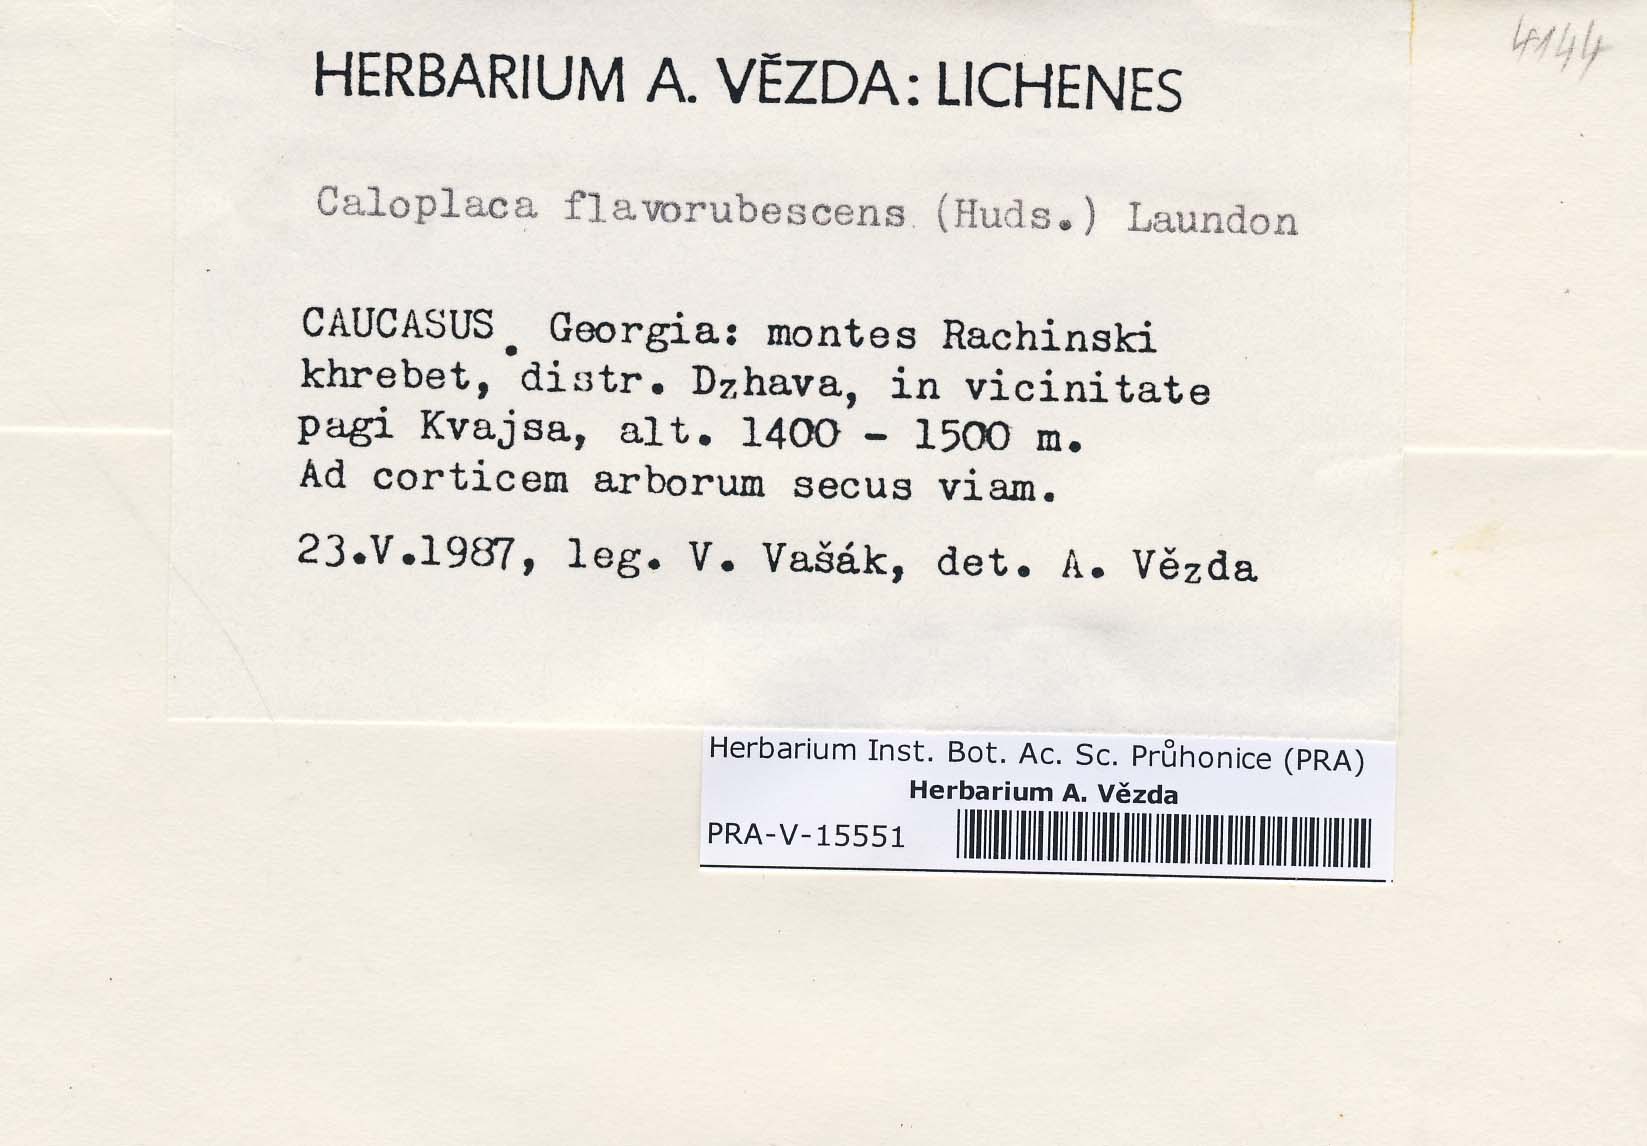 4144
HERBARIUM A. VĚZDA: LICHENES
Caloplaca flavorubescens (Huds.) Laundon
CAUCASUS. Georgia: montes Rachinski
khrebet, distr. Dzhava, in vicinitate
pagi Kvajsa, alt. 1400 - 1500 m.
Ad corticem arborum secus viam.
23.V.1987, leg. V. Vašák, det. A. Vězda
Herbarium Inst. Bot. Ac. Sc. Průhonice (PRA)
Herbarium A. Vězda
PRA-V-15551